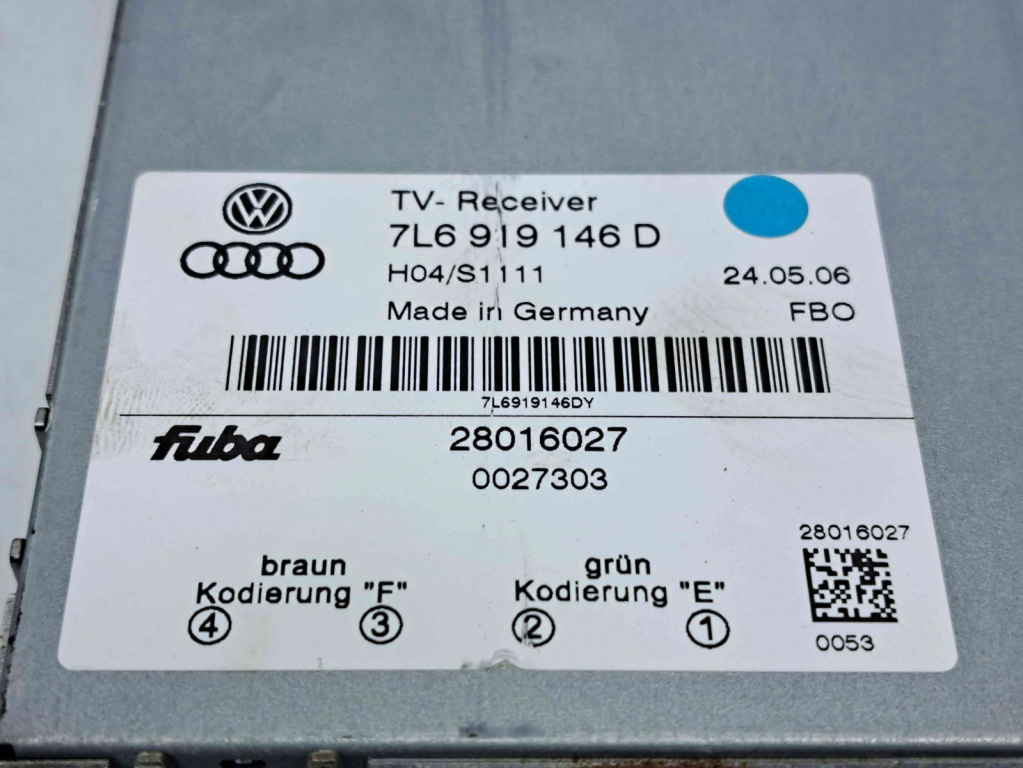 TV- Receiver
7L6 919 146 D
H04/S1111 24.05.06
Made in Germany FBO
7L6919146DY
fuba 28016027
0027303
28016027
braun grün
Kodierung "F" Kodierung "E"
4 3 2 1
0053